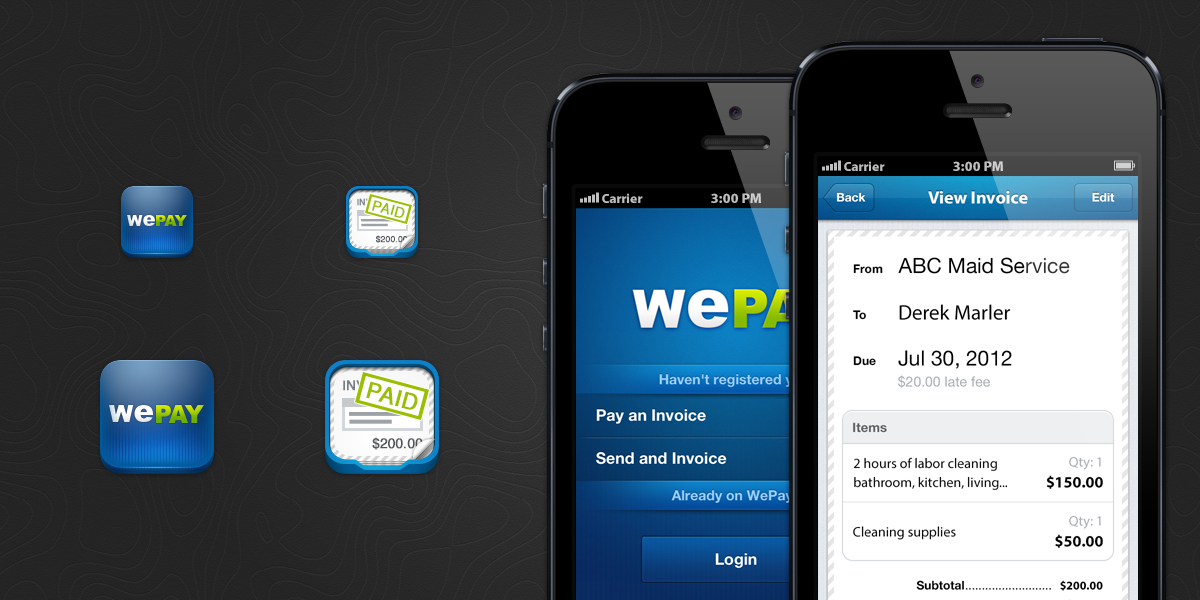 wePAY
INV
PAID
$200.00
wePAY
INV
PAID
$200.00
Carrier 3:00 PM
wePA
Haven't registered y
Pay an Invoice
Send and Invoice
Already on WePay
Login
Carrier 3:00 PM
Back View Invoice Edit
From ABC Maid Service
To Derek Marler
Due Jul 30, 2012
$20.00 late fee
Items
2 hours of labor cleaning Qty: 1
bathroom, kitchen, living... $150.00
Qty: 1
Cleaning supplies
$50.00
Subtotal............................ $200.00